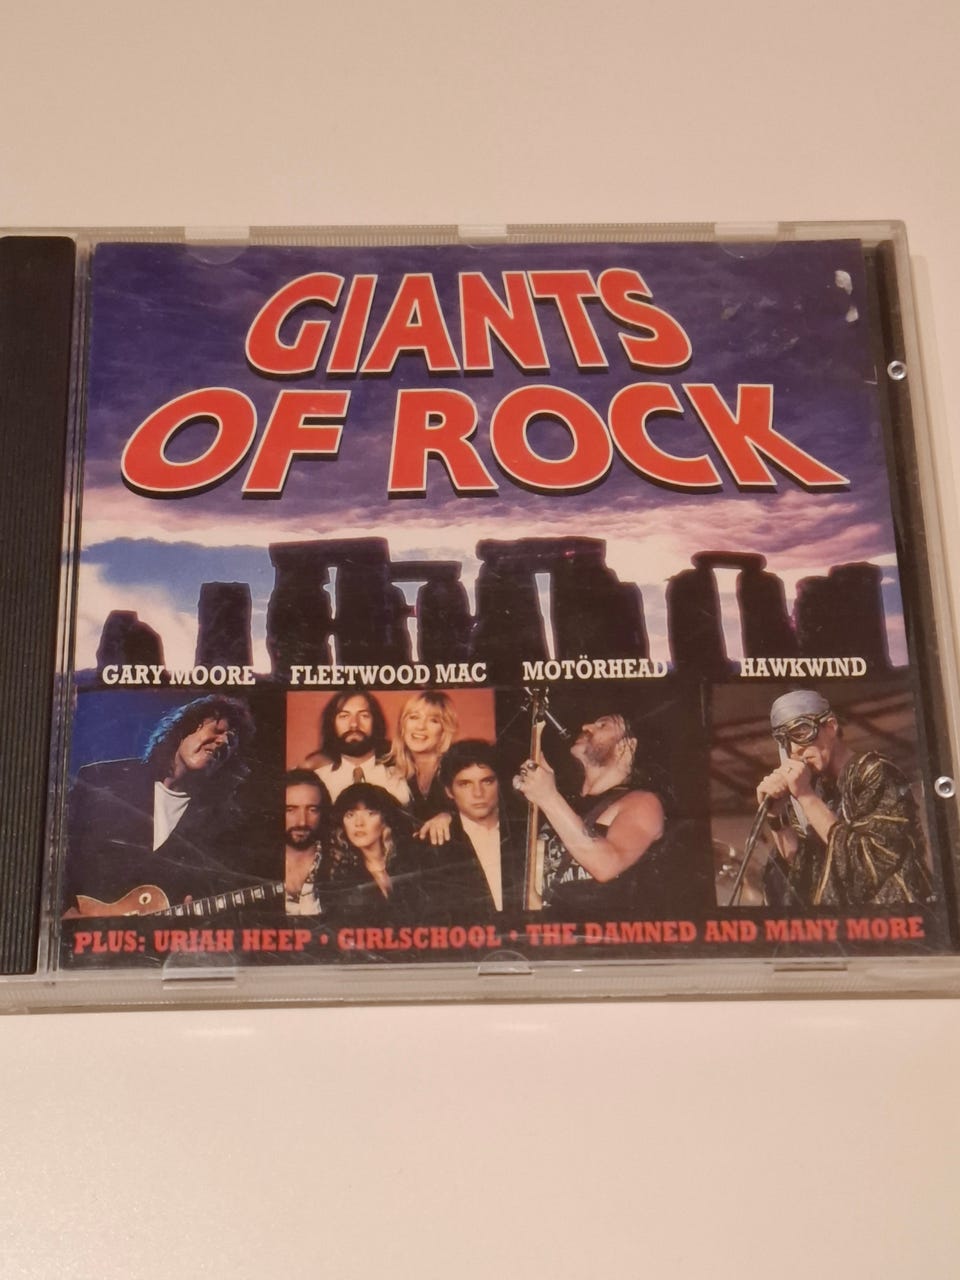 GIANTS
OF ROCK
GARY MOORE FLEETWOOD MAC MOTÖRHEAD HAWKWIND
PLUS: URIAH HEEP • GIRLSCHOOL • THE DAMNED AND MANY MORE